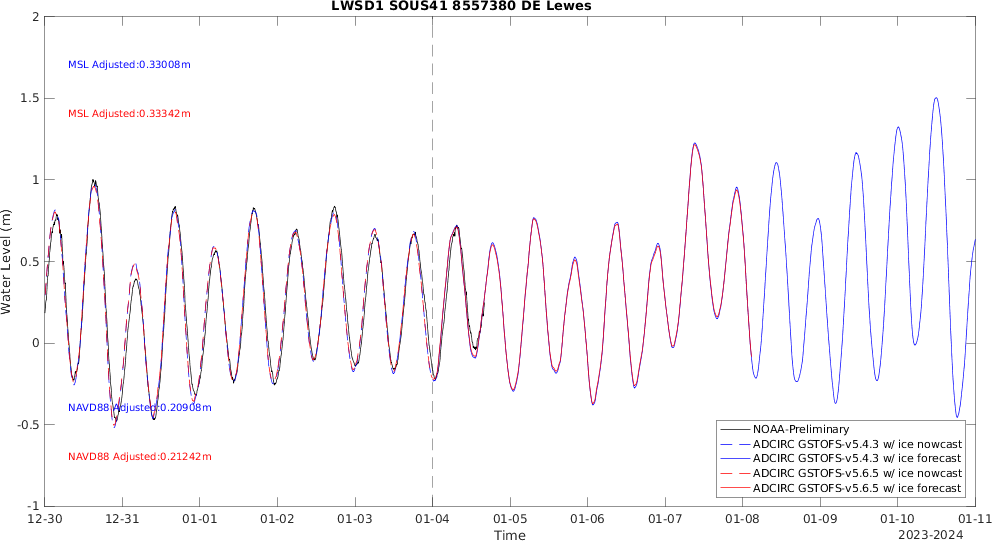 LWSD1 SOUS41 8557380 DE Lewes
2
1.5
1
0.5
0
-0.5
-1
Water Level (m)
MSL Adjusted:0.33008m
MSL Adjusted:0.33342m
NAVD88 Adjusted:0.20908m
NAVD88 Adjusted:0.21242m
NOAA-Preliminary
ADCIRC GSTOFS-v5.4.3 w/ ice nowcast
ADCIRC GSTOFS-v5.4.3 w/ ice forecast
ADCIRC GSTOFS-v5.6.5 w/ ice nowcast
ADCIRC GSTOFS-v5.6.5 w/ ice forecast
12-30 12-31 01-01 01-02 01-03 01-04 01-05 01-06 01-07 01-08 01-09 01-10 01-11
Time
2023-2024